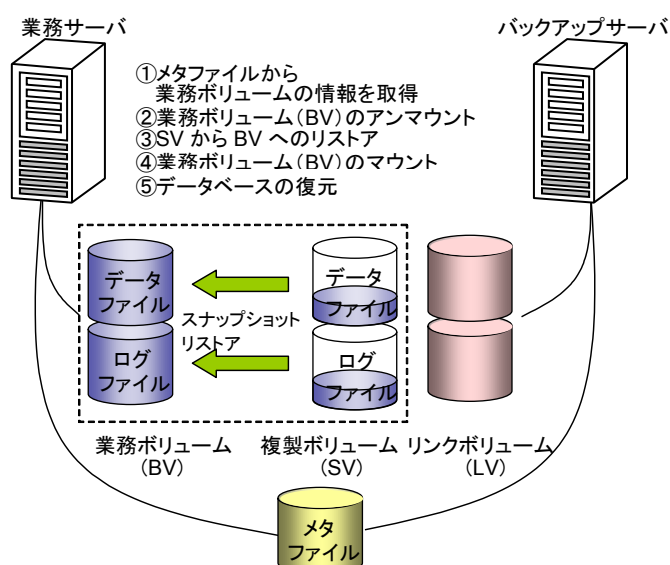 業務サーバ
バックアップサーバ
①メタファイルから
業務ボリュームの情報を取得
②業務ボリューム(BV)のアンマウント
③SV から BV へのリストア
④業務ボリューム(BV)のマウント
⑤データベースの復元
データ
ファイル
ログ
ファイル
スナップショット
リストア
データ
ファイル
ログ
ファイル
業務ボリューム
(BV)
複製ボリューム
(SV)
リンクボリューム
(LV)
メタ
ファイル